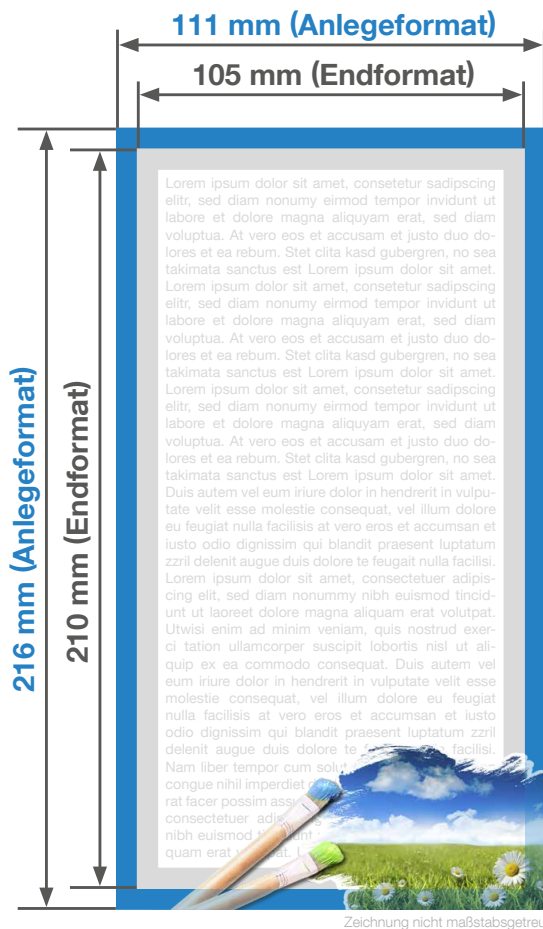 111 mm (Anlegeformat)
105 mm (Endformat)
216 mm (Anlegeformat)
210 mm (Endformat)
Lorem ipsum dolor sit amet, consetetur sadipscing
elitr, sed diam nonumy eirmod tempor invidunt ut
labore et dolore magna aliquyam erat, sed diam
voluptua. At vero eos et accusam et justo duo do-
lores et ea rebum. Stet clita kasd gubergren, no sea
takimata sanctus est Lorem ipsum dolor sit amet.
Lorem ipsum dolor sit amet, consetetur sadipscing
elitr, sed diam nonumy eirmod tempor invidunt ut
labore et dolore magna aliquyam erat, sed diam
voluptua. At vero eos et accusam et justo duo do-
lores et ea rebum. Stet clita kasd gubergren, no sea
takimata sanctus est Lorem ipsum dolor sit amet.
Lorem ipsum dolor sit amet, consetetur sadipscing
elitr, sed diam nonumy eirmod tempor invidunt ut
labore et dolore magna aliquyam erat, sed diam
voluptua. At vero eos et accusam et justo duo do-
lores et ea rebum. Stet clita kasd gubergren, no sea
takimata sanctus est Lorem ipsum dolor sit amet.
Duis autem vel eum iriure dolor in hendrerit in vulpu-
tate velit esse molestie consequat, vel illum dolore
eu feugiat nulla facilisis at vero eros et accumsan et
iusto odio dignissim qui blandit praesent luptatum
zzril delenit augue duis dolore te feugait nulla facilisi.
Lorem ipsum dolor sit amet, consectetuer adipis-
cing elit, sed diam nonummy nibh euismod tincid-
unt ut laoreet dolore magna aliquam erat volutpat.
Utwisi enim ad minim veniam, quis nostrud exer-
ci tation ullamcorper suscipit lobortis nisl ut ali-
quip ex ea commodo consequat. Duis autem vel
eum iriure dolor in hendrerit in vulputate velit esse
molestie consequat, vel illum dolore eu feugiat
nulla facilisis at vero eros et accumsan et iusto
odio dignissim qui blandit praesent luptatum zzril
delenit augue duis dolore te facilisi.
Nam liber tempor cum solut
congue nihil imperdiet
rat facer possim assu
consectetuer adip
nibh euismod
quam erat
Zeichnung nicht maßstabsgetreu